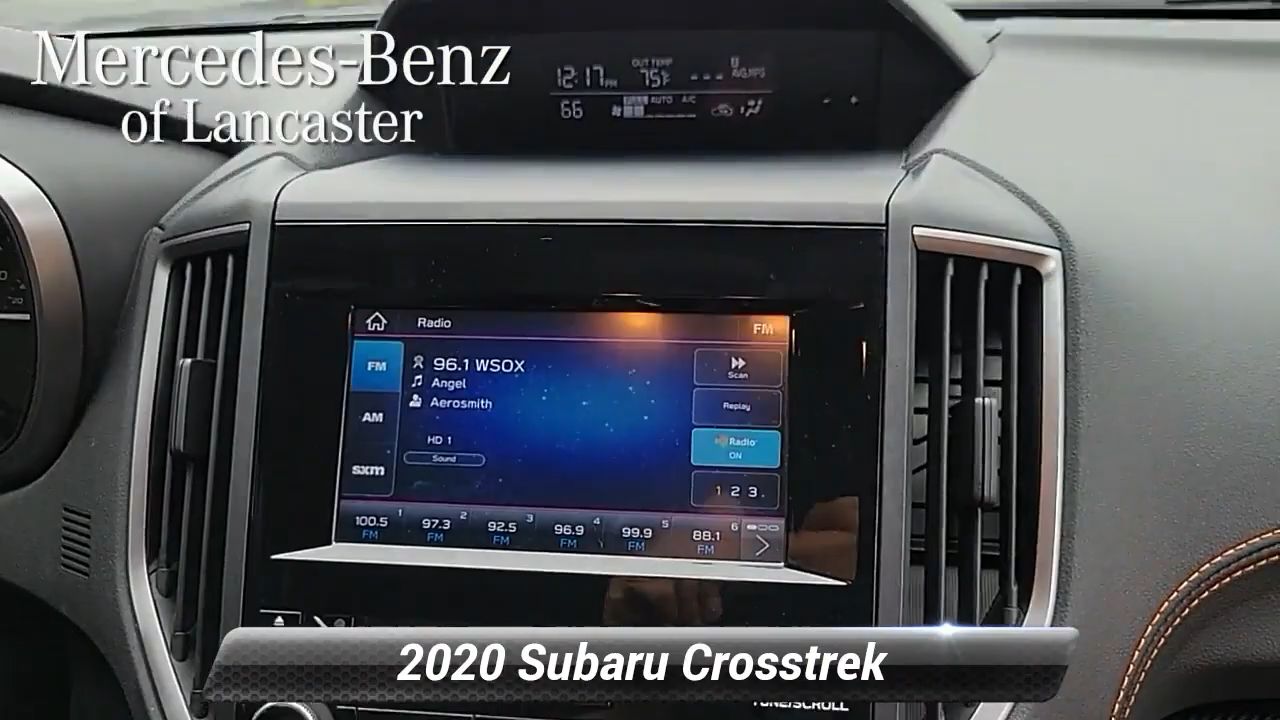 Mercedes-Benz
of Lancaster
12:17PM
OUT TEMP
75°F
AVG.MPG
66
AUTO A/C
Radio
FM
FM
96.1 WSOX
Scan
Angel
Replay
Aerosmith
AM
HD 1
Radio
ON
Sound
sxm
1 2 3.
100.5 FM 1
97.3 FM 2
92.5 FM 3
96.9 FM 4
99.9 FM 5
88.1 FM 6
2020 Subaru Crosstrek
TUNE/SCROLL